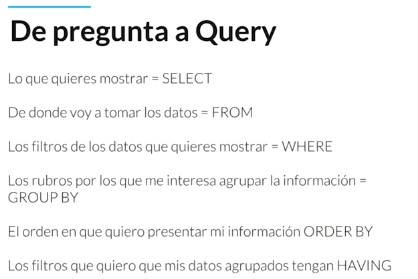 De pregunta a Query
Lo que quieres mostrar = SELECT
De donde voy a tomar los datos = FROM
Los filtros de los datos que quieres mostrar = WHERE
Los rubros por los que me interesa agrupar la información =
GROUP BY
El orden en que quiero presentar mi información ORDER BY
Los filtros que quiero que mis datos agrupados tengan HAVING